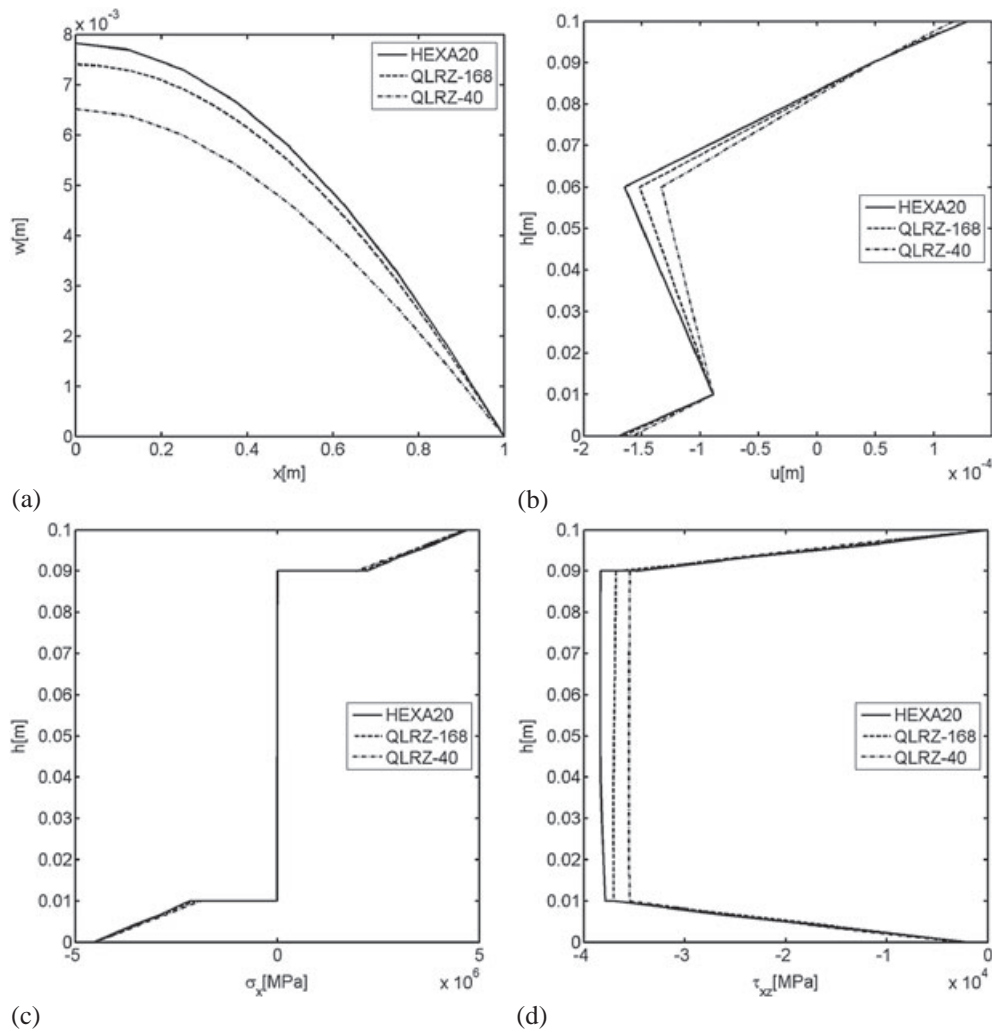 x 10⁻³
8
7
6
5
4
3
2
1
0
w[m]
0
0.2
0.4
0.6
0.8
1
x[m]
HEXA20
QLRZ-168
QLRZ-40
(a)
0.1
0.09
0.08
0.07
0.06
0.05
0.04
0.03
0.02
0.01
0
h[m]
-2
-1.5
-1
-0.5
0
0.5
1
u[m]
x 10⁻⁴
HEXA20
QLRZ-168
QLRZ-40
(b)
0.1
0.09
0.08
0.07
0.06
0.05
0.04
0.03
0.02
0.01
0
h[m]
-5
0
5
σx[MPa]
x 10⁶
HEXA20
QLRZ-168
QLRZ-40
(c)
0.1
0.09
0.08
0.07
0.06
0.05
0.04
0.03
0.02
0.01
0
h[m]
-4
-3
-2
-1
0
τxz[MPa]
x 10⁴
HEXA20
QLRZ-168
QLRZ-40
(d)